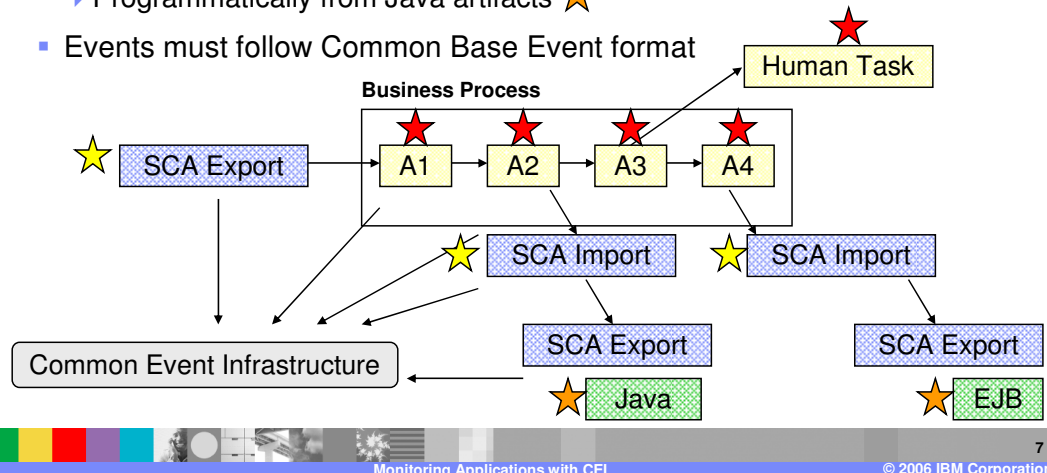 Programmatically from Java artifacts
Events must follow Common Base Event format
Human Task
Business Process
SCA Export
A1
A2
A3
A4
SCA Import
SCA Import
SCA Export
SCA Export
Common Event Infrastructure
Java
EJB
7
Monitoring Applications with CEI
© 2006 IBM Corporation